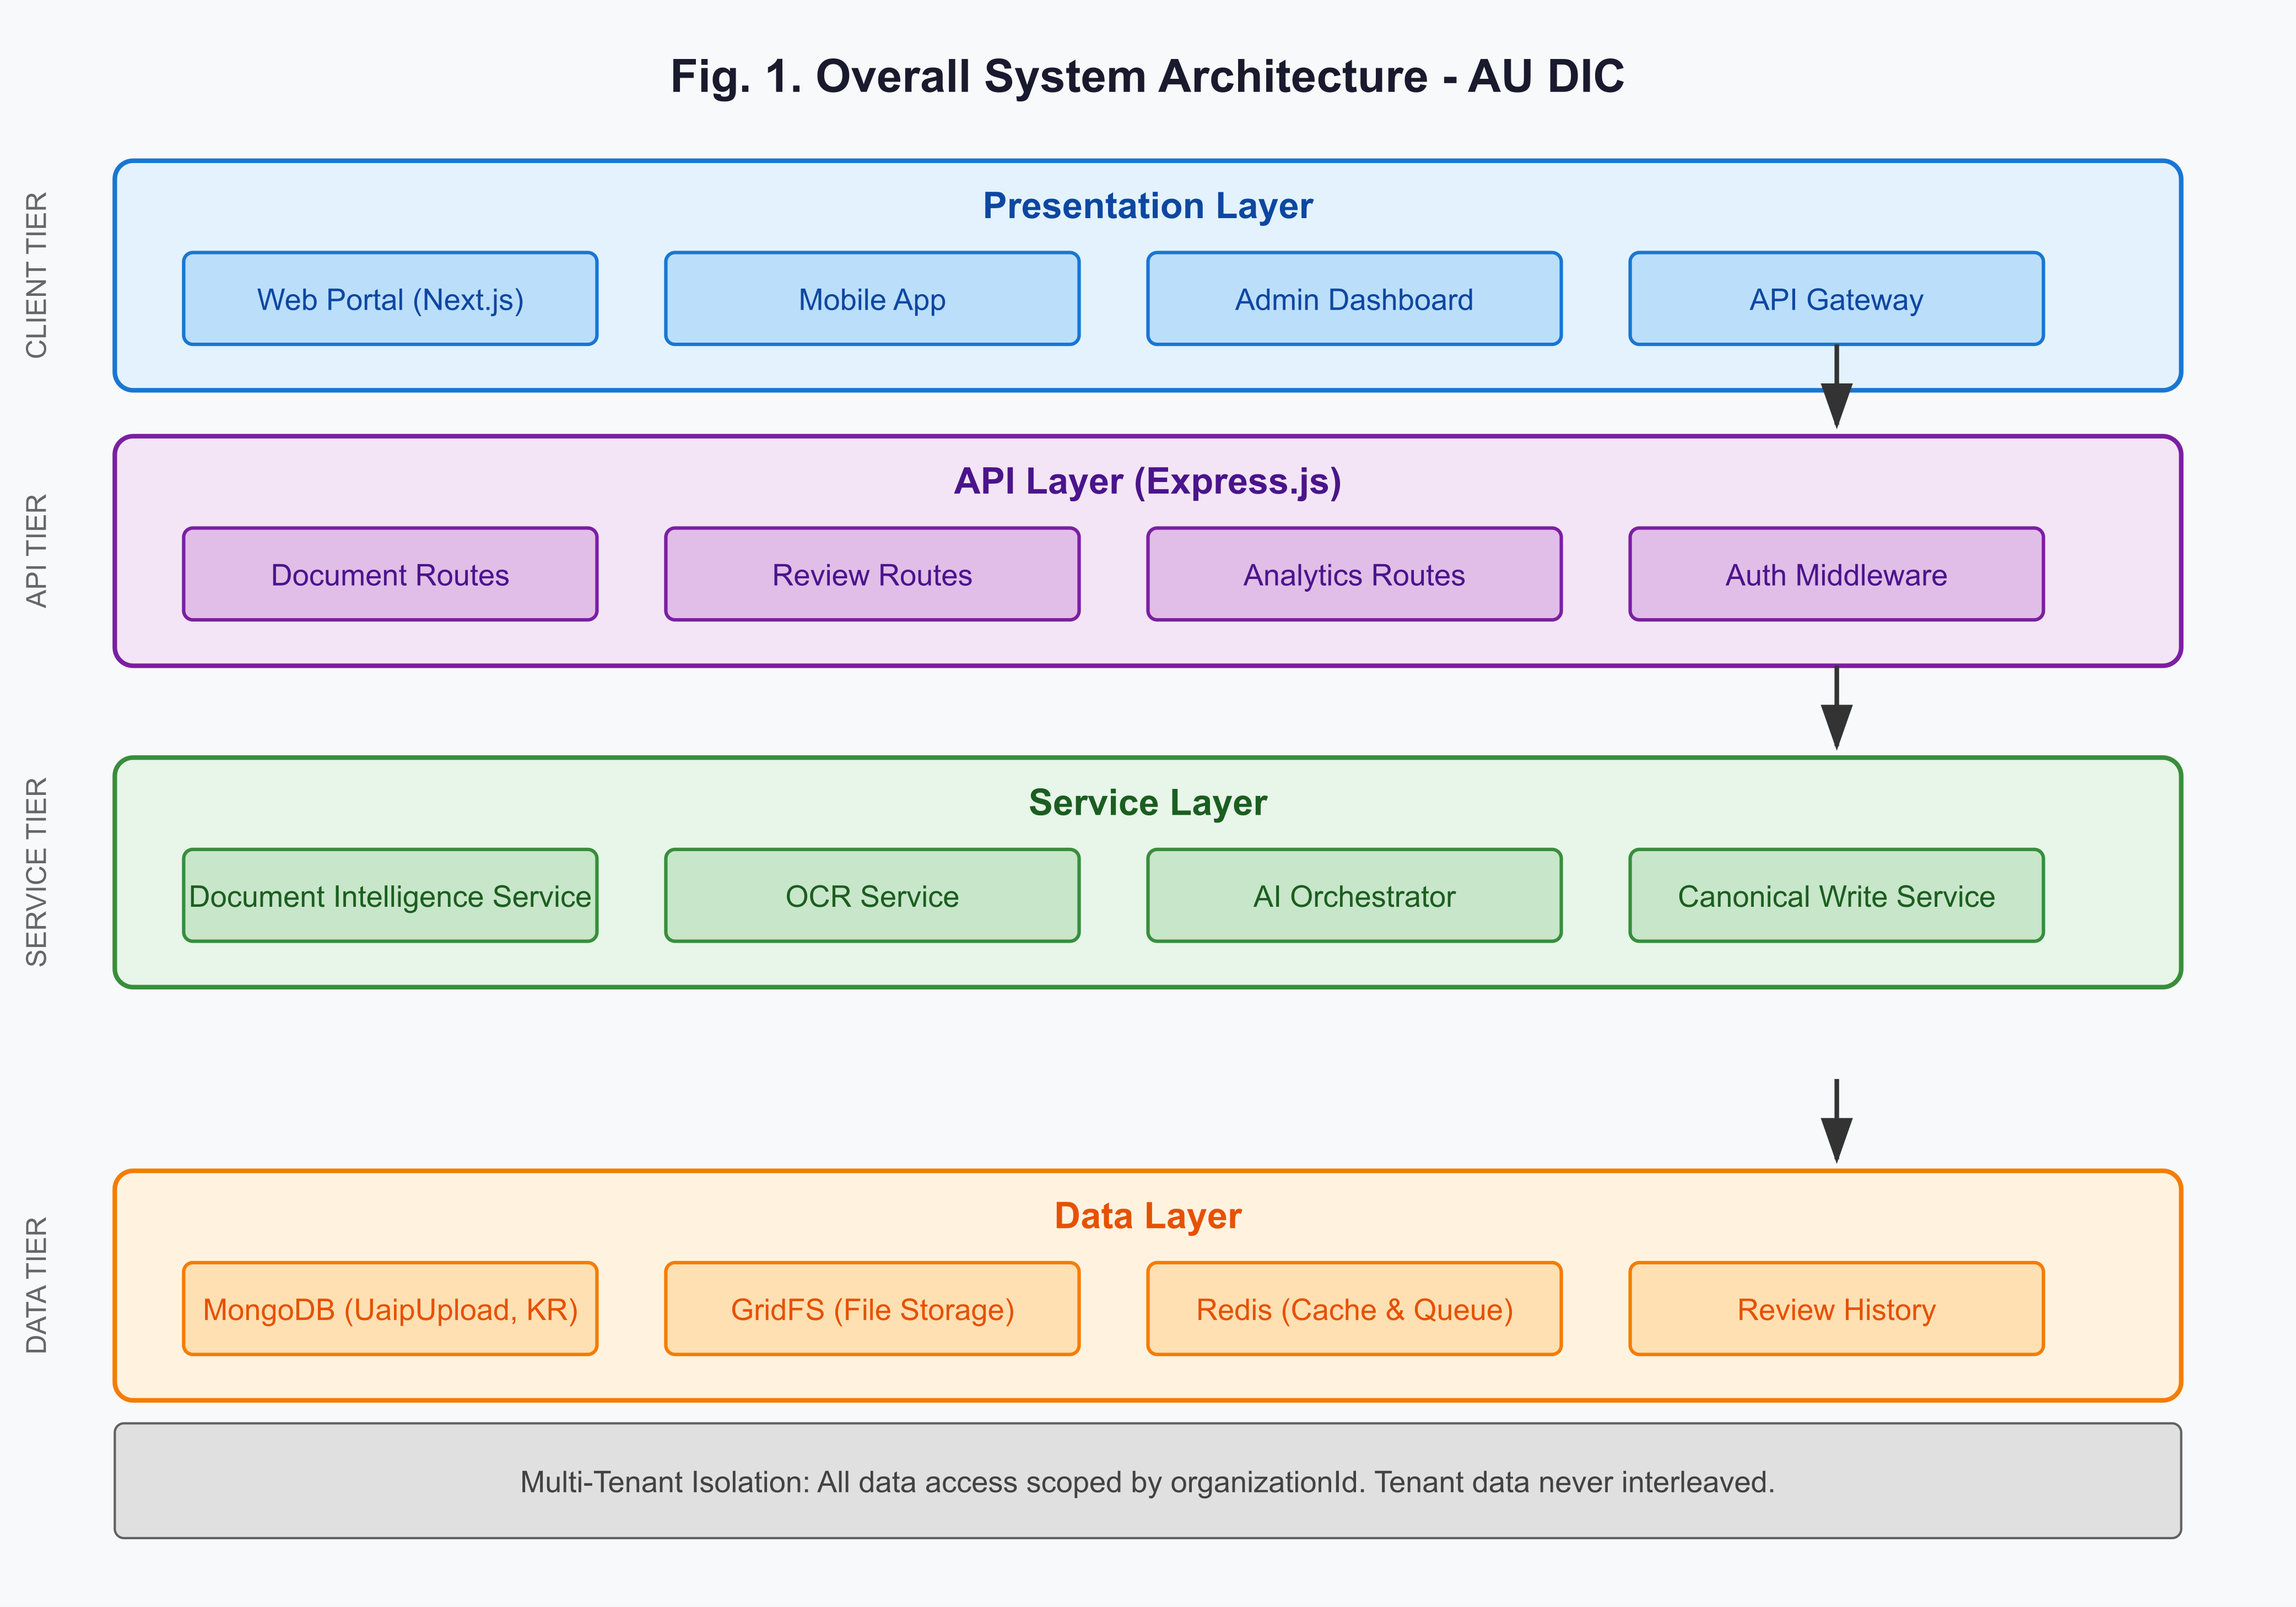 Fig. 1. Overall System Architecture - AU DIC
CLIENT TIER
Presentation Layer
Web Portal (Next.js)
Mobile App
Admin Dashboard
API Gateway
API TIER
API Layer (Express.js)
Document Routes
Review Routes
Analytics Routes
Auth Middleware
SERVICE TIER
Service Layer
Document Intelligence Service
OCR Service
AI Orchestrator
Canonical Write Service
DATA TIER
Data Layer
MongoDB (UaipUpload, KR)
GridFS (File Storage)
Redis (Cache & Queue)
Review History
Multi-Tenant Isolation: All data access scoped by organizationId. Tenant data never interleaved.